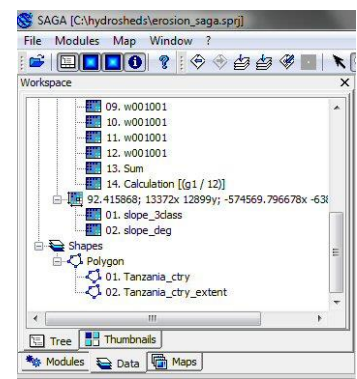 SAGA [C:\hydrosheds\erosion_saga.sprj]
File Modules Map Window ?
Workspace
09. w001001
10. w001001
11. w001001
12. w001001
13. Sum
14. Calculation [(g1 / 12)]
92.415868; 13372x 12899y; -574569.796678x -638
01. slope_3class
02. slope_deg
Shapes
Polygon
01. Tanzania_ctry
02. Tanzania_ctry_extent
Tree Thumbnails
Modules Data Maps